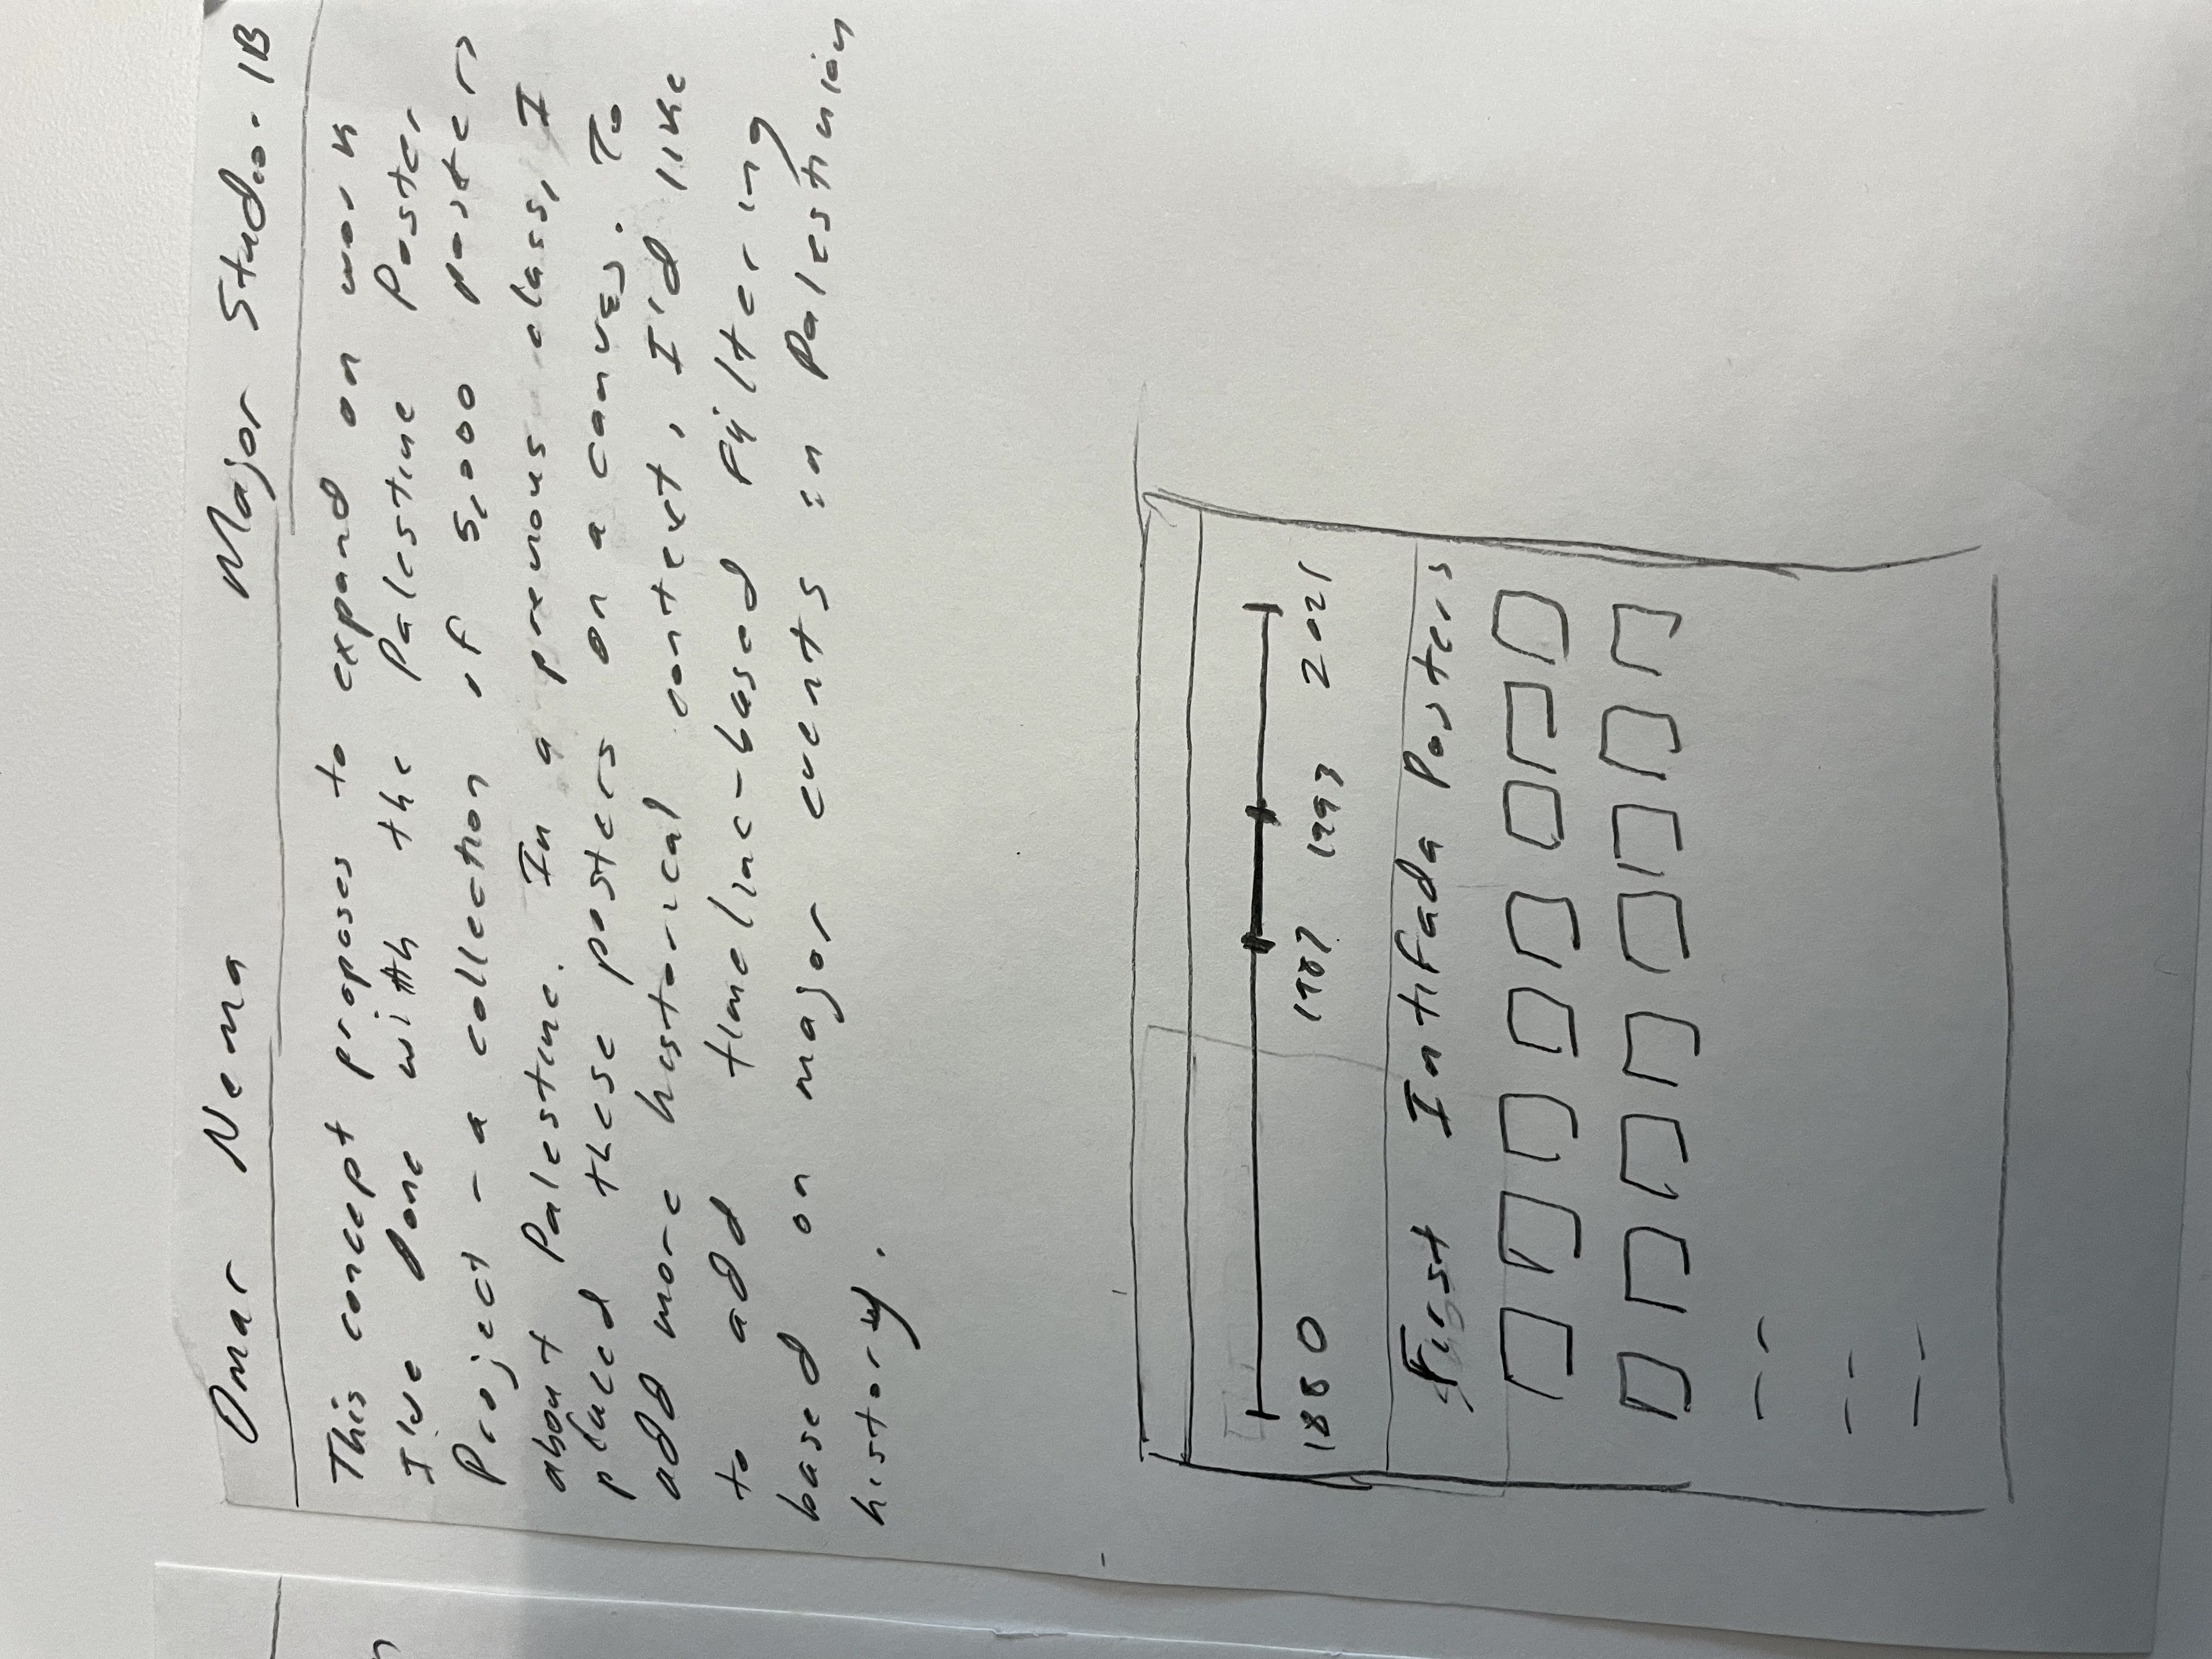 Omar Nema Major Studio. 1B
This concept proposes to expand on work
I've done with the Palestine Poster
Project - a collection of 5,000 posters
about Palestine. In a previous class, I
placed these posters on a canvas. To
add more historical context, I'd like
to add timeline-based filtering
based on major events in Palestinian
history.
1880 1987 1993 2021
First Intifada Posters